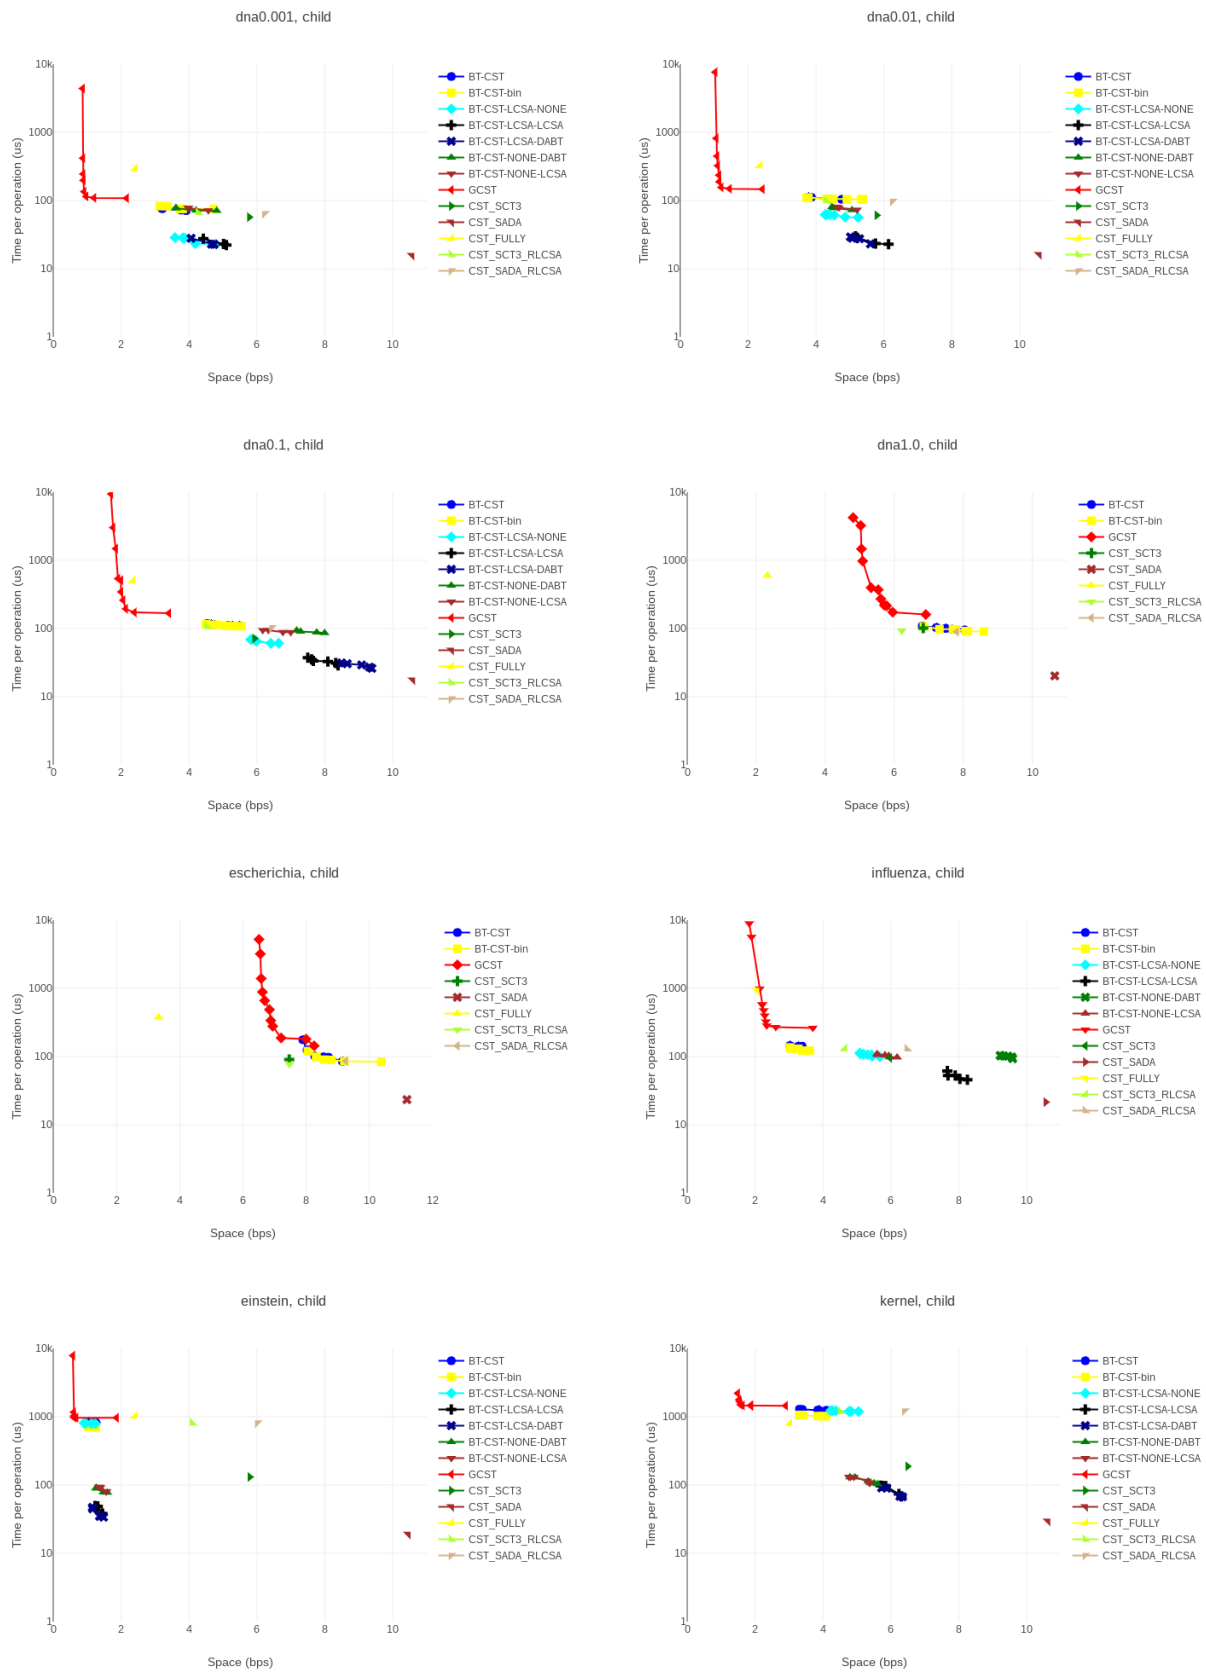 dna0.001, child
10k
1000
100
10
1
0 2 4 6 8 10
Time per operation (us)
Space (bps)
BT-CST
BT-CST-bin
BT-CST-LCSA-NONE
BT-CST-LCSA-LCSA
BT-CST-LCSA-DABT
BT-CST-NONE-DABT
BT-CST-NONE-LCSA
GCST
CST_SCT3
CST_SADA
CST_FULLY
CST_SCT3_RLCSA
CST_SADA_RLCSA
dna0.01, child
10k
1000
100
10
1
0 2 4 6 8 10
Time per operation (us)
Space (bps)
BT-CST
BT-CST-bin
BT-CST-LCSA-NONE
BT-CST-LCSA-LCSA
BT-CST-LCSA-DABT
BT-CST-NONE-DABT
BT-CST-NONE-LCSA
GCST
CST_SCT3
CST_SADA
CST_FULLY
CST_SCT3_RLCSA
CST_SADA_RLCSA
dna0.1, child
10k
1000
100
10
1
0 2 4 6 8 10
Time per operation (us)
Space (bps)
BT-CST
BT-CST-bin
BT-CST-LCSA-NONE
BT-CST-LCSA-LCSA
BT-CST-LCSA-DABT
BT-CST-NONE-DABT
BT-CST-NONE-LCSA
GCST
CST_SCT3
CST_SADA
CST_FULLY
CST_SCT3_RLCSA
CST_SADA_RLCSA
dna1.0, child
10k
1000
100
10
1
0 2 4 6 8 10
Time per operation (us)
Space (bps)
BT-CST
BT-CST-bin
GCST
CST_SCT3
CST_SADA
CST_FULLY
CST_SCT3_RLCSA
CST_SADA_RLCSA
escherichia, child
10k
1000
100
10
1
0 2 4 6 8 10 12
Time per operation (us)
Space (bps)
BT-CST
BT-CST-bin
GCST
CST_SCT3
CST_SADA
CST_FULLY
CST_SCT3_RLCSA
CST_SADA_RLCSA
influenza, child
10k
1000
100
10
1
0 2 4 6 8 10
Time per operation (us)
Space (bps)
BT-CST
BT-CST-bin
BT-CST-LCSA-NONE
BT-CST-LCSA-LCSA
BT-CST-NONE-DABT
BT-CST-NONE-LCSA
GCST
CST_SCT3
CST_SADA
CST_FULLY
CST_SCT3_RLCSA
CST_SADA_RLCSA
einstein, child
10k
1000
100
10
1
0 2 4 6 8 10
Time per operation (us)
Space (bps)
BT-CST
BT-CST-bin
BT-CST-LCSA-NONE
BT-CST-LCSA-LCSA
BT-CST-LCSA-DABT
BT-CST-NONE-DABT
BT-CST-NONE-LCSA
GCST
CST_SCT3
CST_SADA
CST_FULLY
CST_SCT3_RLCSA
CST_SADA_RLCSA
kernel, child
10k
1000
100
10
1
0 2 4 6 8 10
Time per operation (us)
Space (bps)
BT-CST
BT-CST-bin
BT-CST-LCSA-NONE
BT-CST-LCSA-LCSA
BT-CST-LCSA-DABT
BT-CST-NONE-DABT
BT-CST-NONE-LCSA
GCST
CST_SCT3
CST_SADA
CST_FULLY
CST_SCT3_RLCSA
CST_SADA_RLCSA